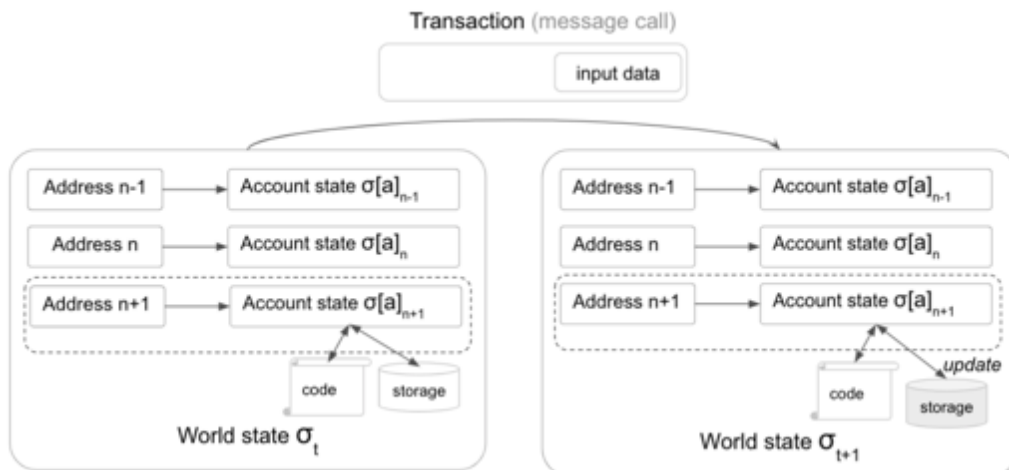 Transaction (message call)
input data
Address n-1
Account state σ[a]n-1
Address n
Account state σ[a]n
Address n+1
Account state σ[a]n+1
code
storage
World state σt
Address n-1
Account state σ[a]n-1
Address n
Account state σ[a]n
Address n+1
Account state σ[a]n+1
update
code
storage
World state σt+1